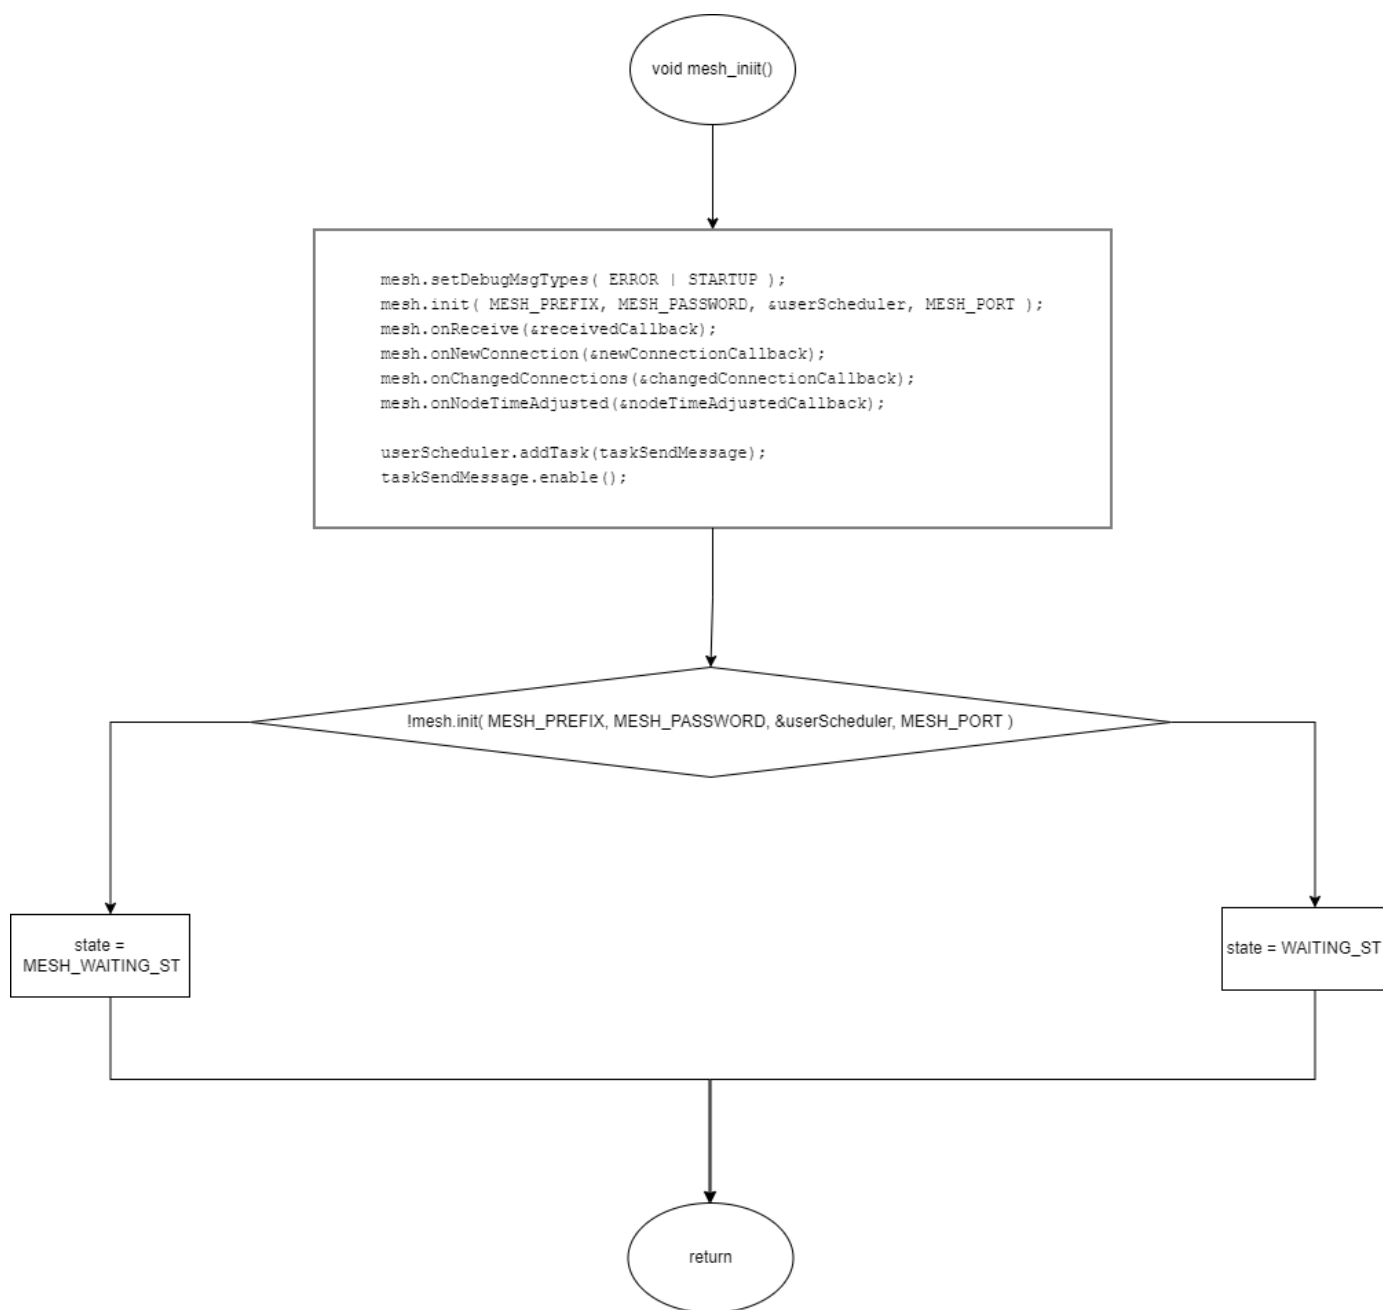 void mesh_iniit()
mesh.setDebugMsgTypes( ERROR | STARTUP );
mesh.init( MESH_PREFIX, MESH_PASSWORD, &userScheduler, MESH_PORT );
mesh.onReceive(&receivedCallback);
mesh.onNewConnection(&newConnectionCallback);
mesh.onChangedConnections(&changedConnectionCallback);
mesh.onNodeTimeAdjusted(&nodeTimeAdjustedCallback);
userScheduler.addTask(taskSendMessage);
taskSendMessage.enable();
!mesh.init( MESH_PREFIX, MESH_PASSWORD, &userScheduler, MESH_PORT )
state =
MESH_WAITING_ST
state = WAITING_ST
return